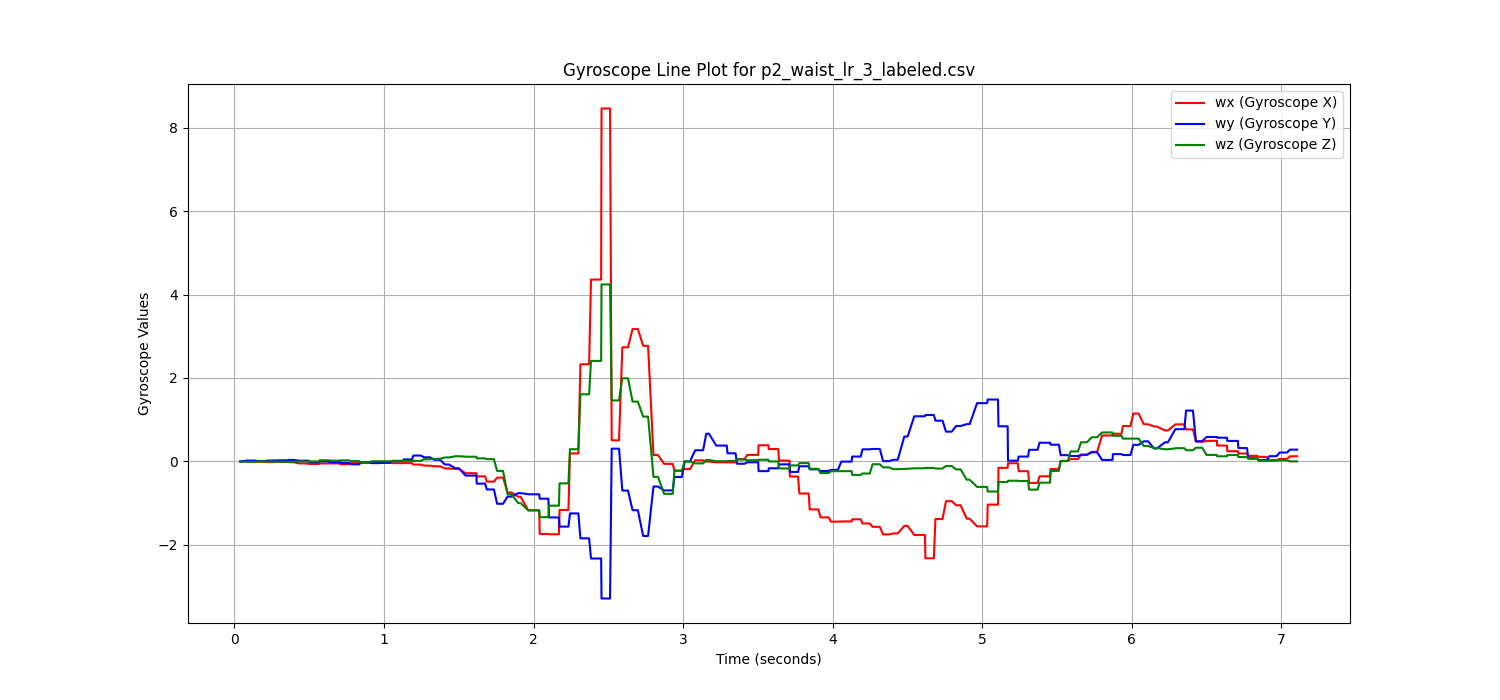 Gyroscope Line Plot for p2_waist_lr_3_labeled.csv
wx (Gyroscope X)
wy (Gyroscope Y)
wz (Gyroscope Z)
Gyroscope Values
8
6
4
2
0
−2
0 1 2 3 4 5 6 7
Time (seconds)